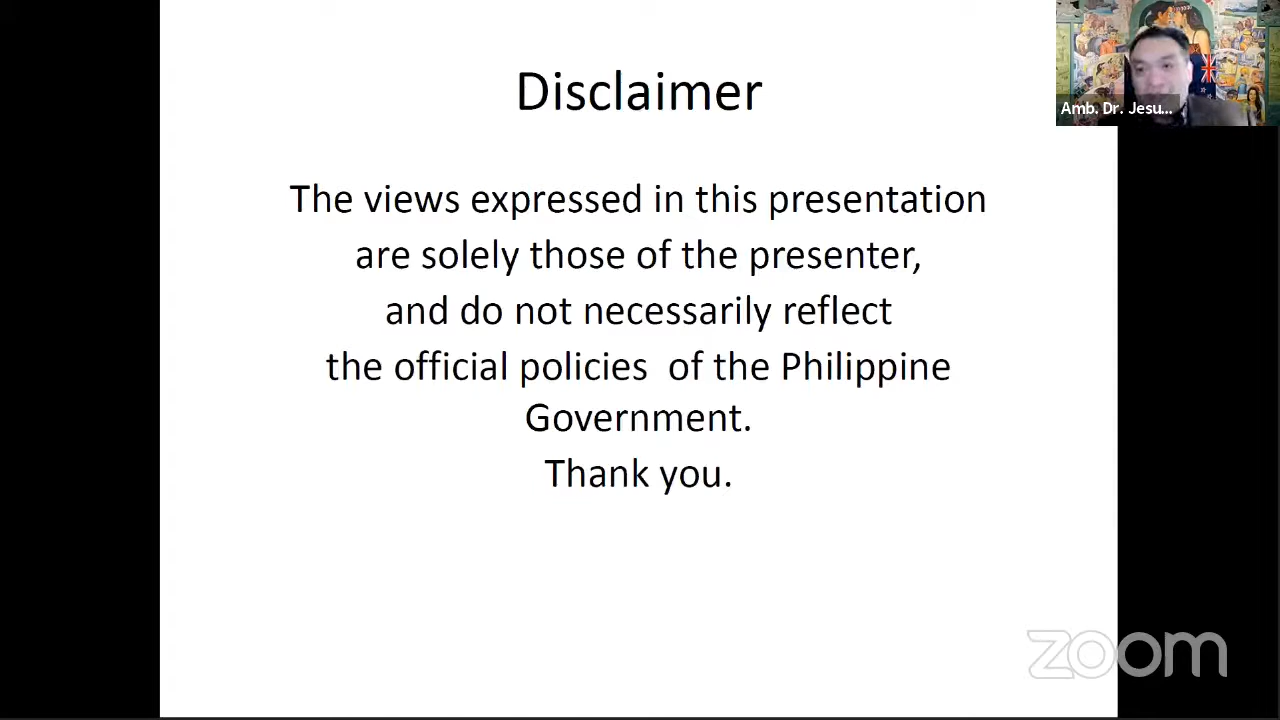 Disclaimer
Amb. Dr. Jesu...
The views expressed in this presentation
are solely those of the presenter,
and do not necessarily reflect
the official policies  of the Philippine
Government.
Thank you.
zoom